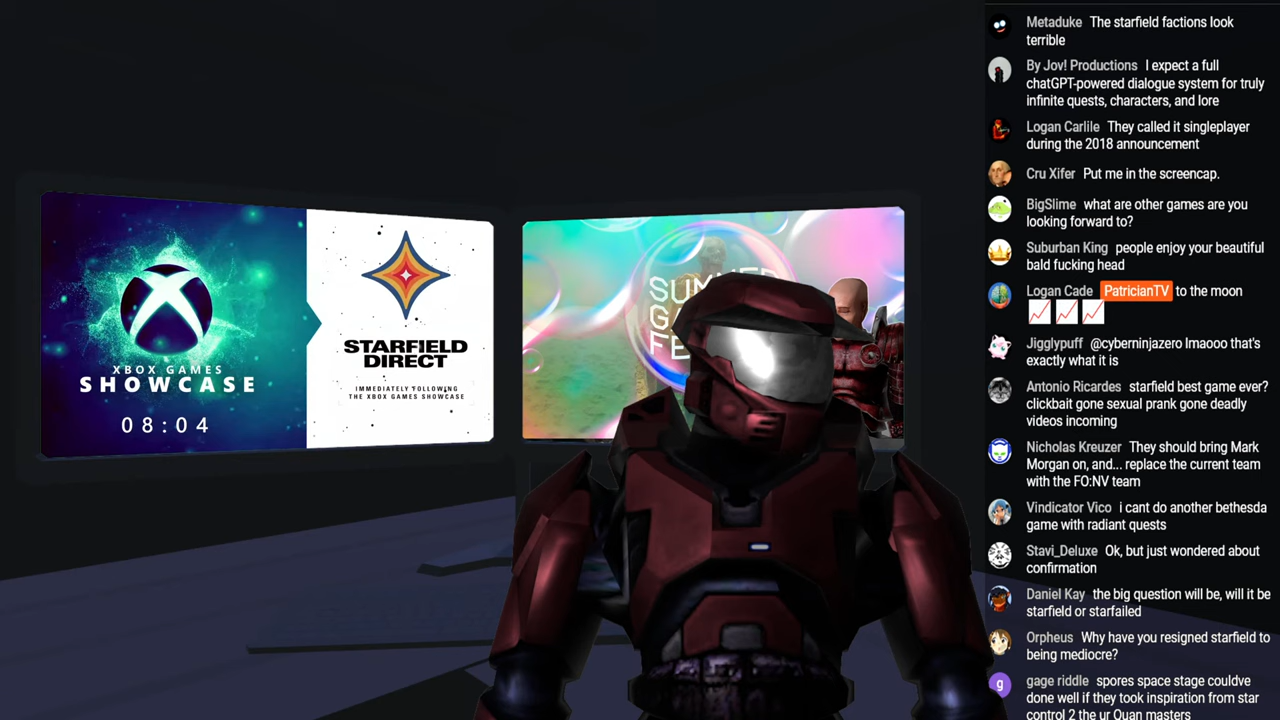 XBOX GAMES
SHOWCASE
08:04
STARFIELD
DIRECT
IMMEDIATELY FOLLOWING
THE XBOX GAMES SHOWCASE
Metaduke The starfield factions look
terrible
By Jov! Productions I expect a full
chatGPT-powered dialogue system for truly
infinite quests, characters, and lore
Logan Carlile They called it singleplayer
during the 2018 announcement
Cru Xifer Put me in the screencap.
BigSlime what are other games are you
looking forward to?
Suburban King people enjoy your beautiful
bald fucking head
Logan Cade PatricianTV to the moon
Jigglypuff @cyberninjazero lmaooo that's
exactly what it is
Antonio Ricardes starfield best game ever?
clickbait gone sexual prank gone deadly
videos incoming
Nicholas Kreuzer They should bring Mark
Morgan on, and... replace the current team
with the FO:NV team
Vindicator Vico i cant do another bethesda
game with radiant quests
Stavi_Deluxe Ok, but just wondered about
confirmation
Daniel Kay the big question will be, will it be
starfield or starfailed
Orpheus Why have you resigned starfield to
being mediocre?
g
gage riddle spores space stage couldve
done well if they took inspiration from star
control 2 the ur Quan masters